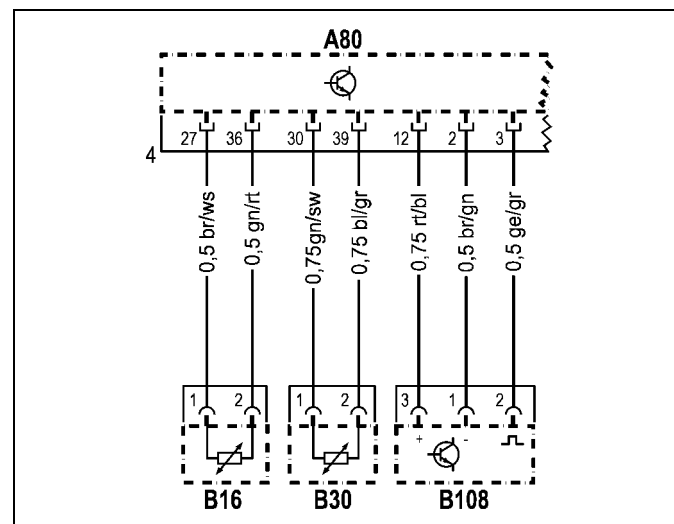 A80
27 36 30 39 12 2 3
4
0,5 br/ws
0,5 gn/rt
0,75gn/sw
0,75 bl/gr
0,75 rt/bl
0,5 br/gn
0,5 ge/gr
1 2 1 2 3 1 2
+ -
B16 B30 B108